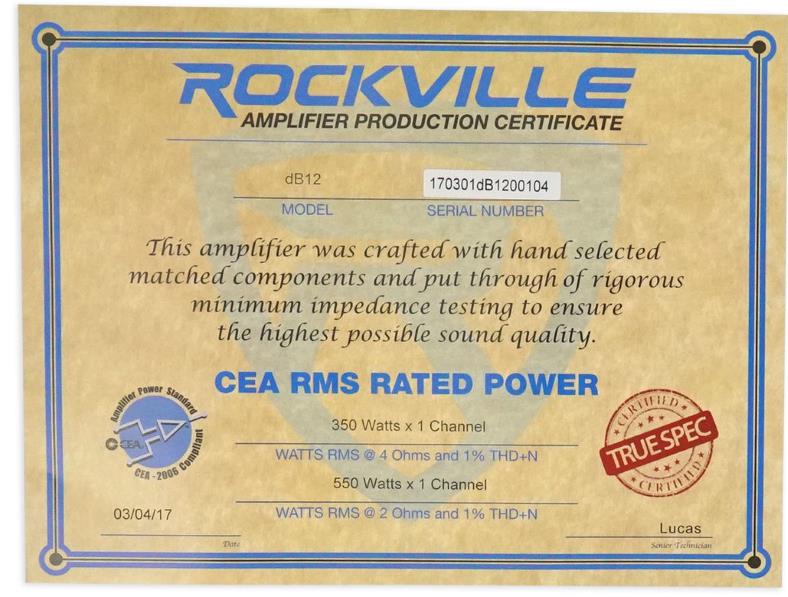 ROCKVILLE
AMPLIFIER PRODUCTION CERTIFICATE
dB12 170301dB1200104
MODEL SERIAL NUMBER
This amplifier was crafted with hand selected
matched components and put through of rigorous
minimum impedance testing to ensure
the highest possible sound quality.
CEA RMS RATED POWER
350 Watts x 1 Channel
WATTS RMS @ 4 Ohms and 1% THD+N
550 Watts x 1 Channel
WATTS RMS @ 2 Ohms and 1% THD+N
Amplifier Power Standard
CEA
CEA - 2006 Compliant
CERTIFIED
TRUE SPEC
CERTIFIED
03/04/17
Date
Lucas
Senior Technician